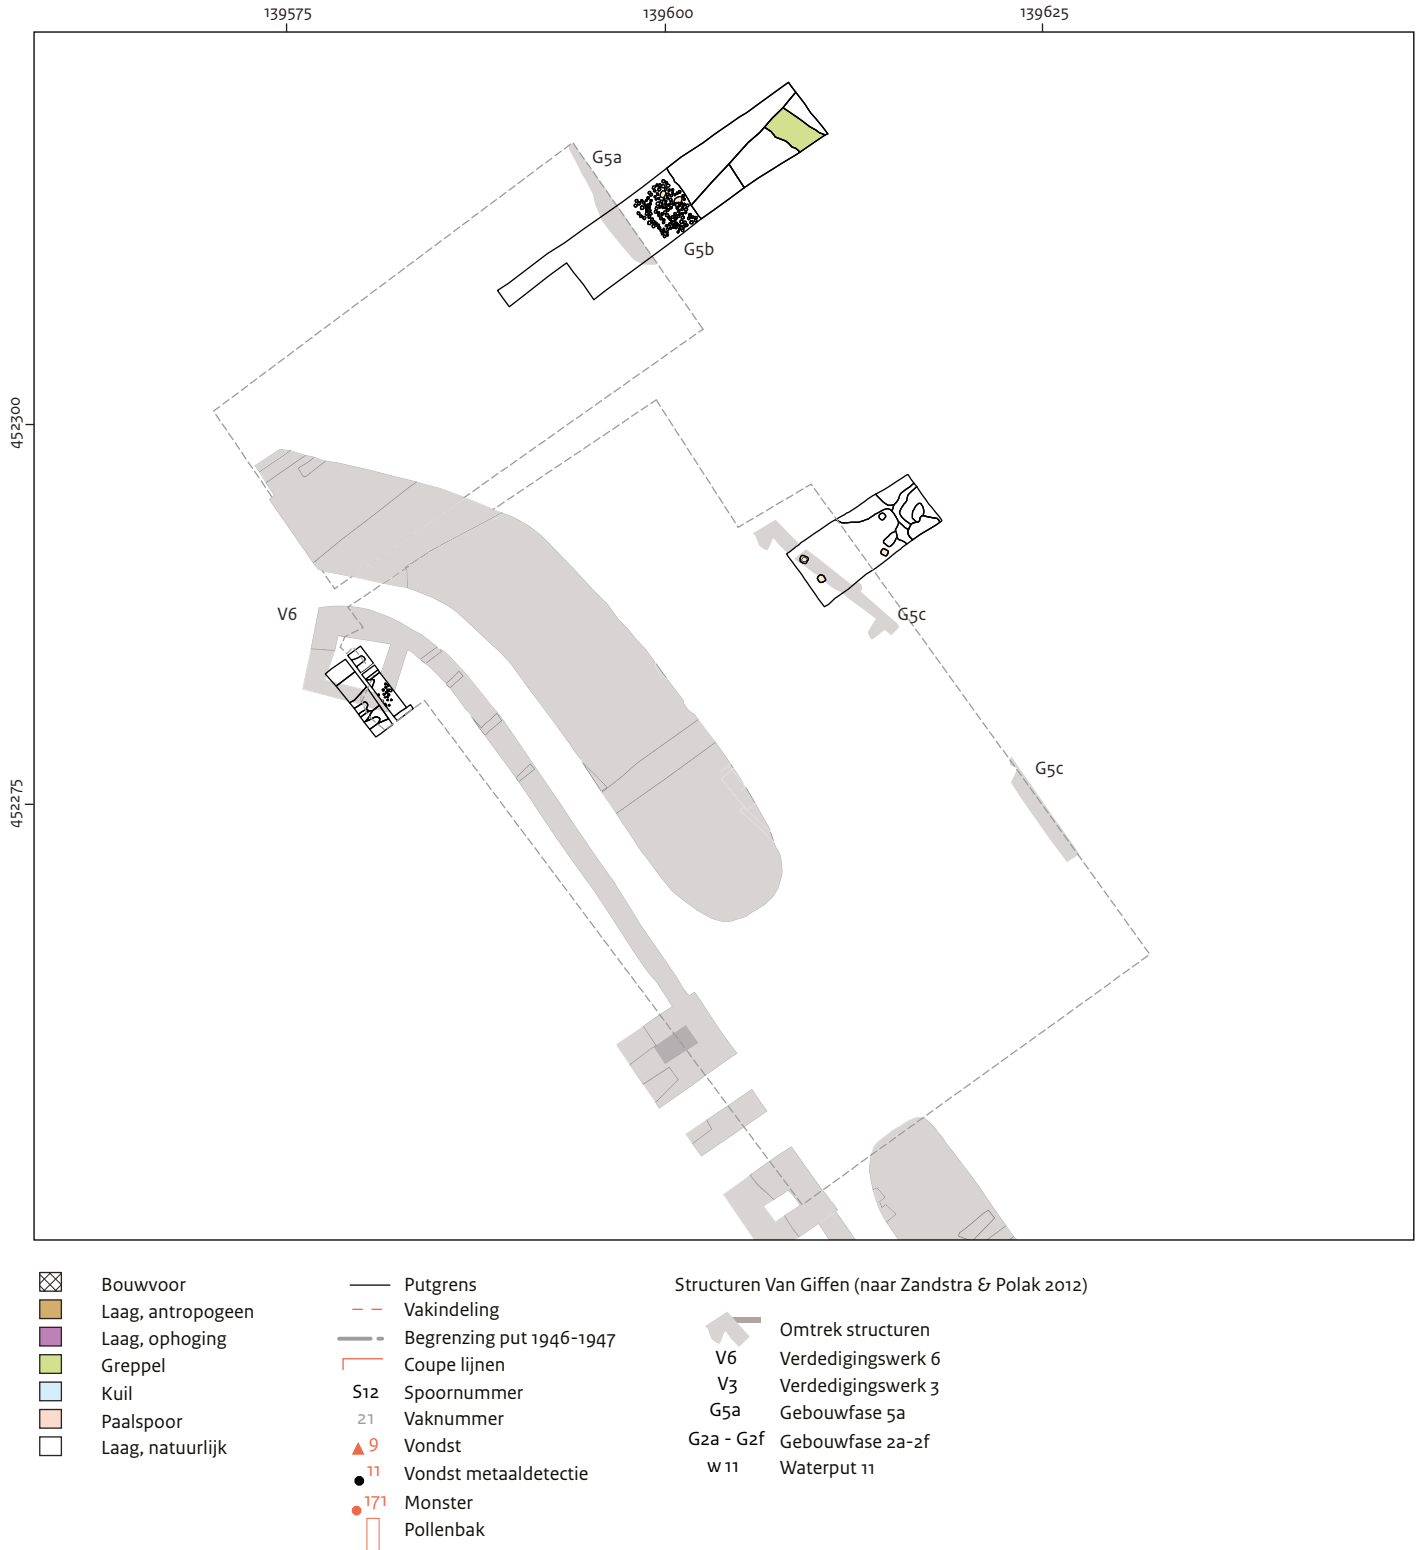 139575 139600 139625
G5a
G5b
452300
G5c
V6
G5c
452275
Bouwvoor
Laag, antropogeen
Laag, ophoging
Greppel
Kuil
Paalspoor
Laag, natuurlijk
Putgrens
Vakindeling
Begrenzing put 1946-1947
Coupe lijnen
S12 Spoornummer
21 Vaknummer
9 Vondst
11 Vondst metaaldetectie
171 Monster
Pollenbak
Structuren Van Giffen (naar Zandstra & Polak 2012)
Omtrek structuren
V6 Verdedigingswerk 6
V3 Verdedigingswerk 3
G5a Gebouwfase 5a
G2a - G2f Gebouwfase 2a-2f
w 11 Waterput 11